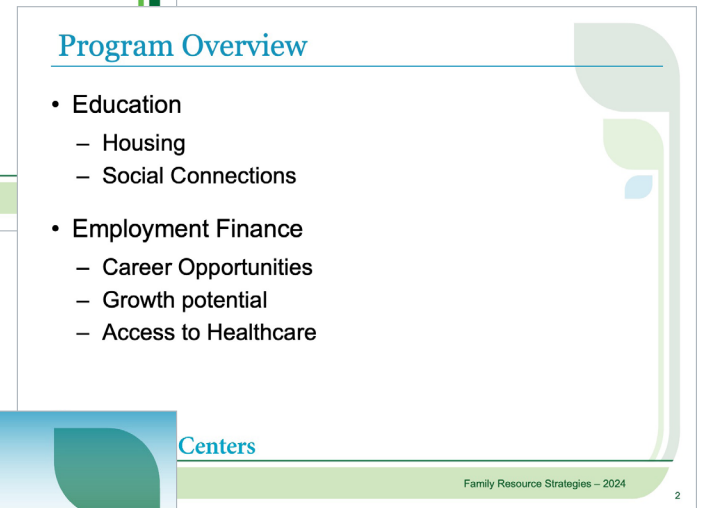 Program Overview
• Education
– Housing
– Social Connections
• Employment Finance
– Career Opportunities
– Growth potential
– Access to Healthcare
Centers
Family Resource Strategies – 2024
2